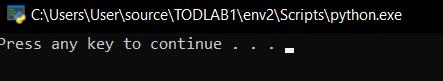 C:\Users\User\source\TODLAB1\env2\Scripts\python.exe
Press any key to continue . . .